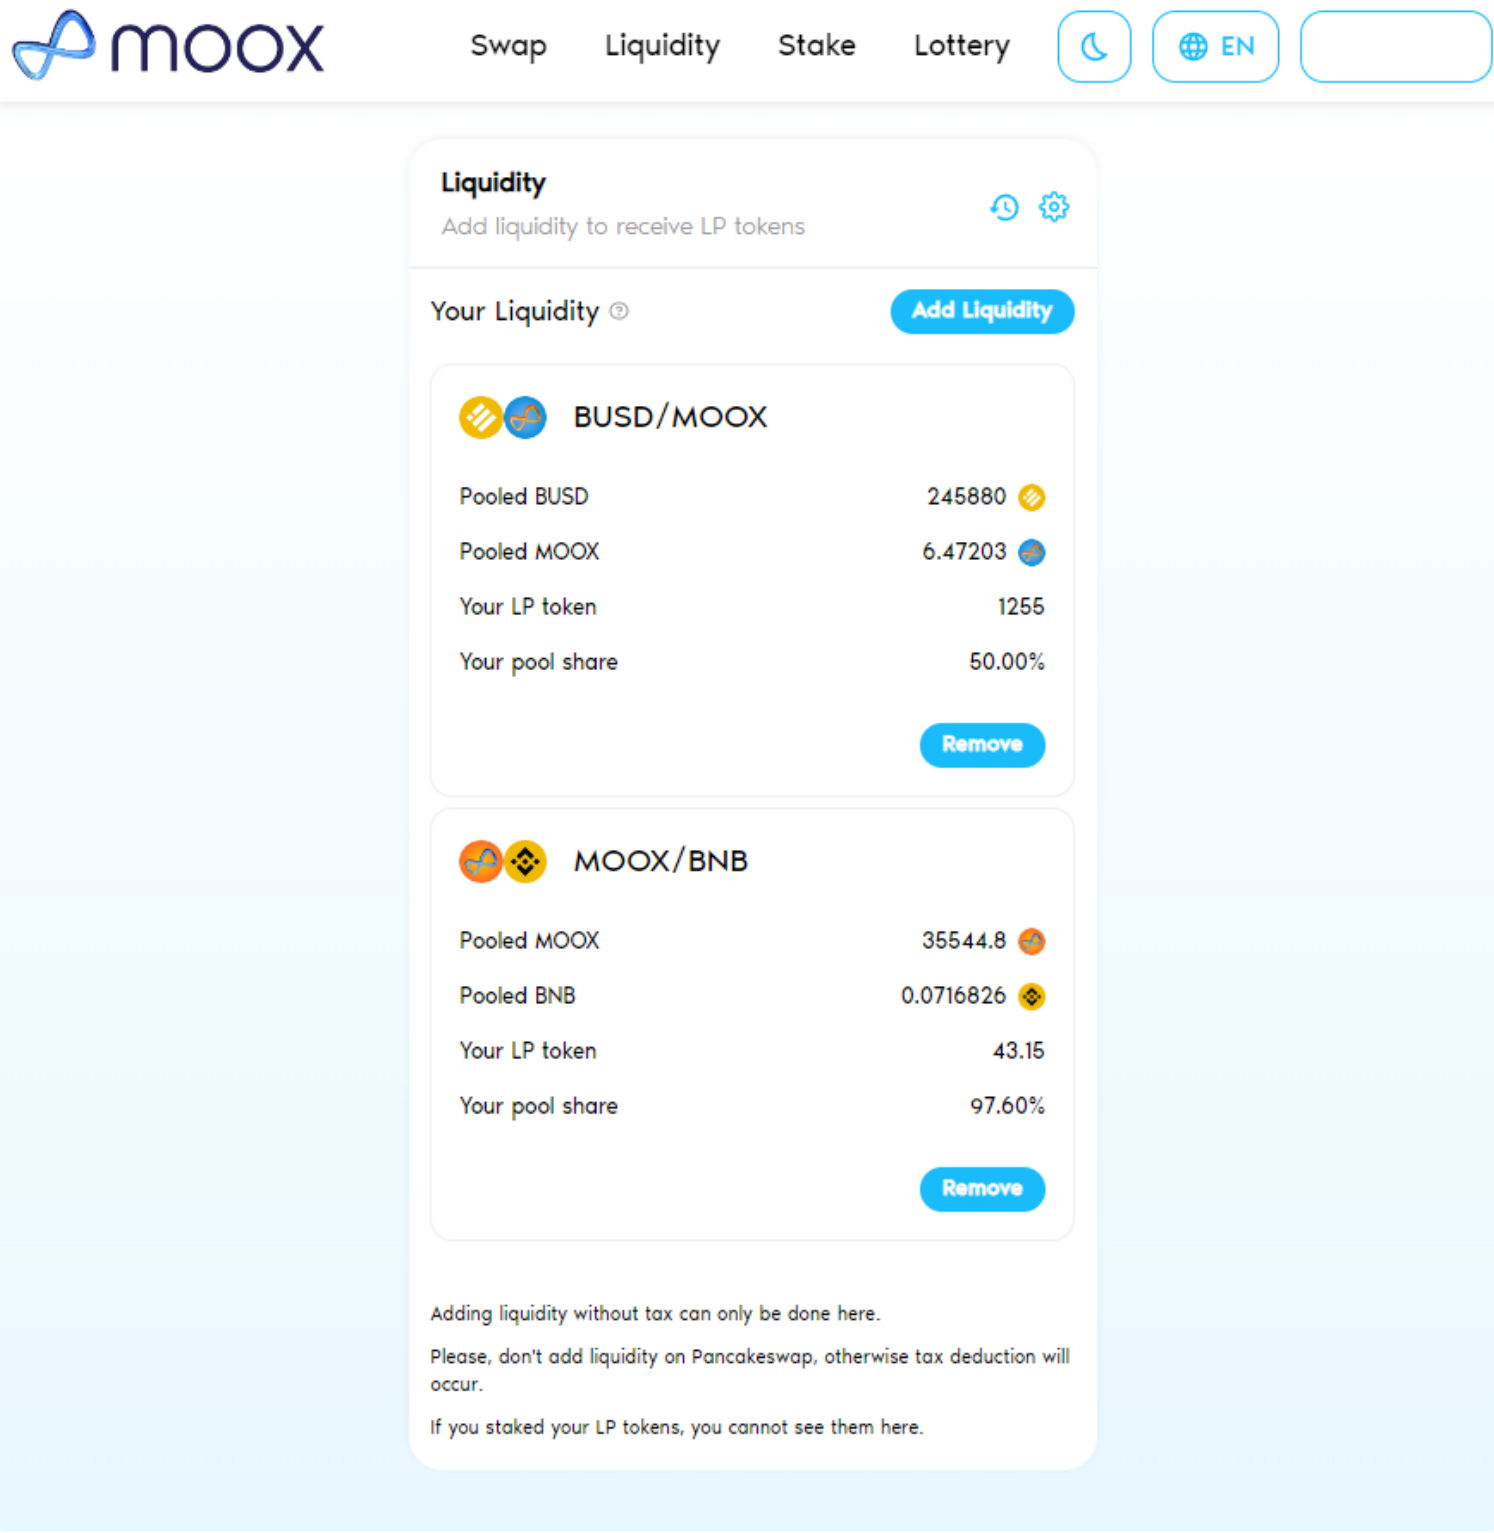 moox
Swap Liquidity Stake Lottery EN
Liquidity
Add liquidity to receive LP tokens
Your Liquidity Add Liquidity
BUSD/MOOX
Pooled BUSD 245880
Pooled MOOX 6.47203
Your LP token 1255
Your pool share 50.00%
Remove
MOOX/BNB
Pooled MOOX 35544.8
Pooled BNB 0.0716826
Your LP token 43.15
Your pool share 97.60%
Remove
Adding liquidity without tax can only be done here.
Please, don't add liquidity on Pancakeswap, otherwise tax deduction will
occur.
If you staked your LP tokens, you cannot see them here.